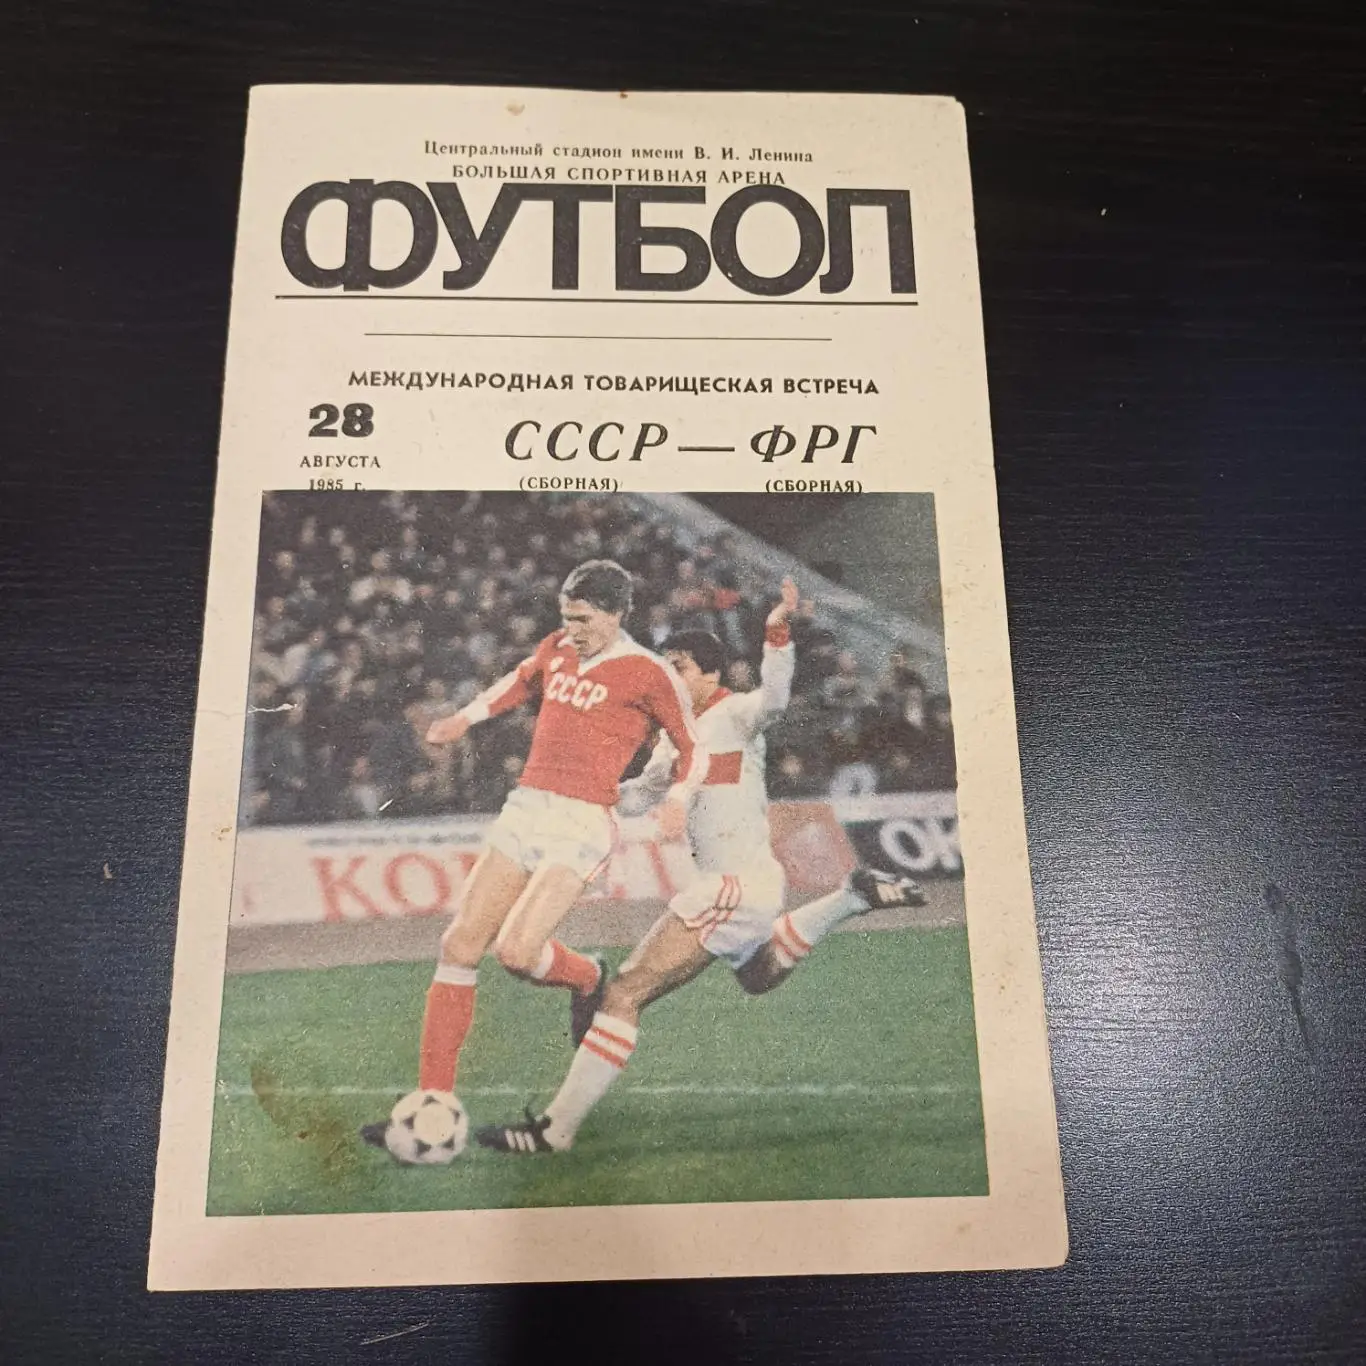 Центральный стадион имени В. И. Ленина
БОЛЬШАЯ СПОРТИВНАЯ АРЕНА
ФУТБОЛ
МЕЖДУНАРОДНАЯ ТОВАРИЩЕСКАЯ ВСТРЕЧА
28
АВГУСТА
1985 г.
СССР — ФРГ
(СБОРНАЯ) (СБОРНАЯ)
СССР